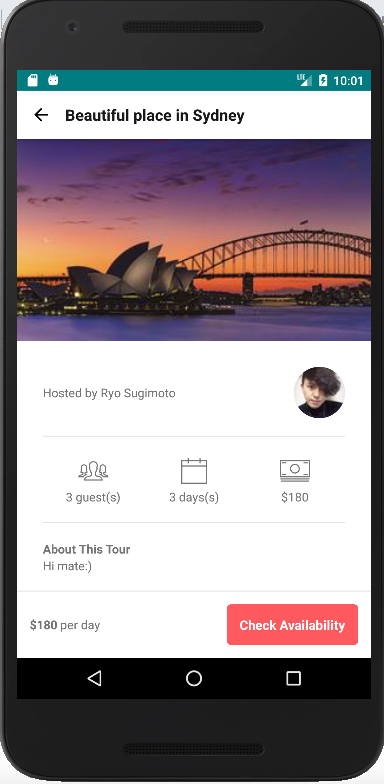 LTE 10:01
Beautiful place in Sydney
Hosted by Ryo Sugimoto
3 guest(s) 3 days(s) $180
About This Tour
Hi mate:)
$180 per day Check Availability